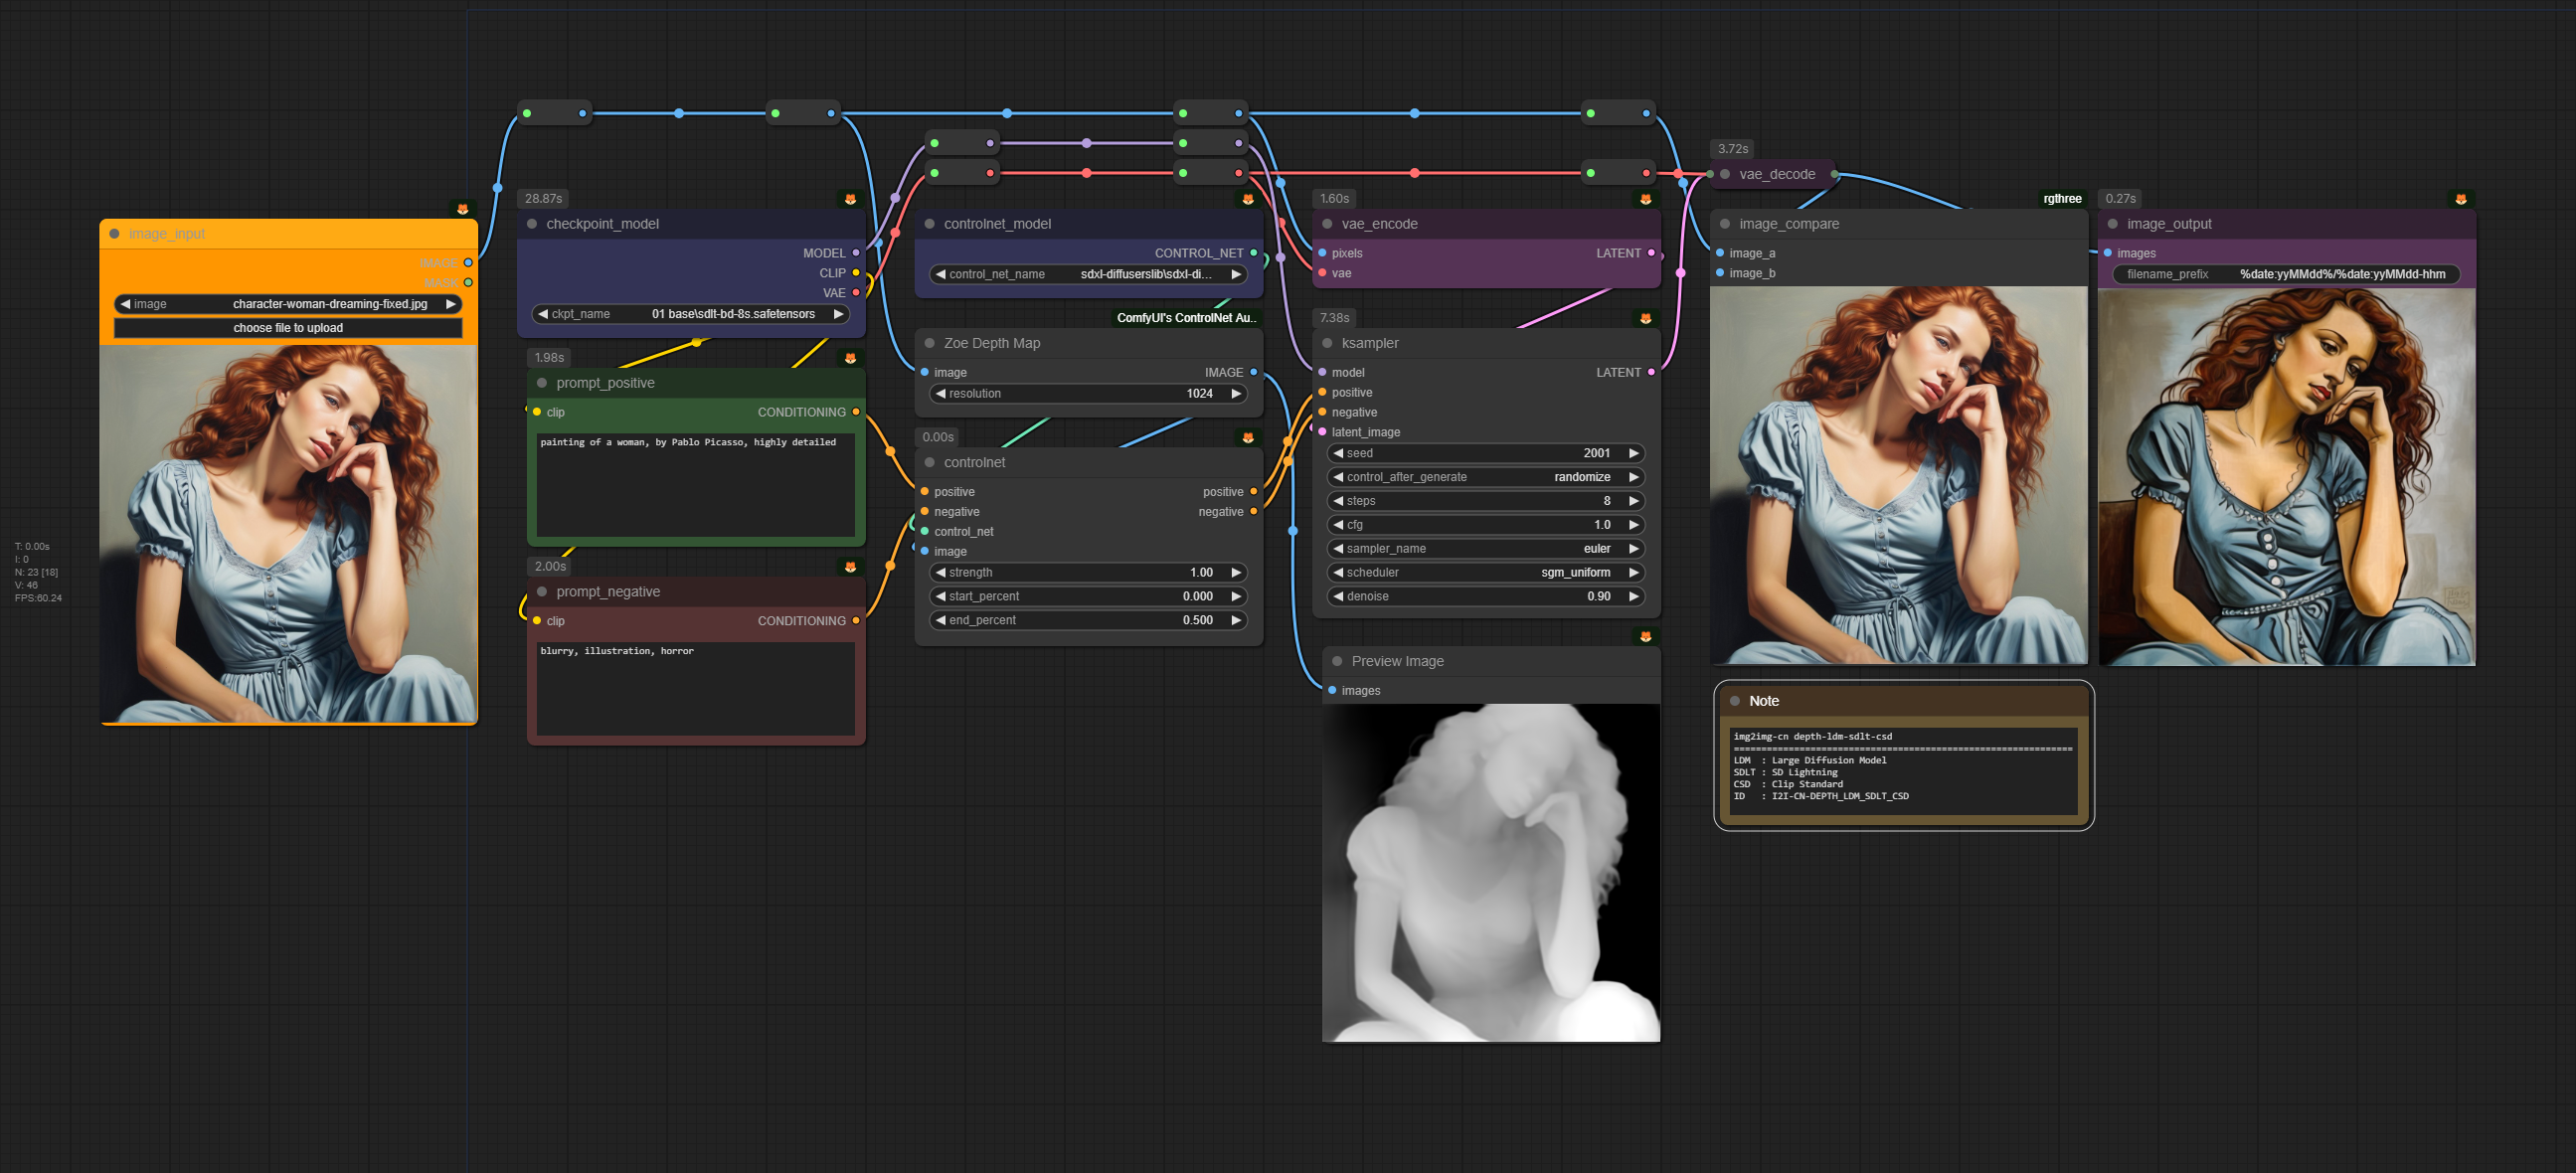 T: 0.00s
I: 0
N: 23 [18]
V: 46
FPS:60.24
image_input
IMAGE
MASK
image character-woman-dreaming-fixed.jpg
choose file to upload
28.87s
checkpoint_model
MODEL
CLIP
VAE
ckpt_name 01 base\sdlt-bd-8s.safetensors
1.98s
prompt_positive
clip CONDITIONING
painting of a woman, by Pablo Picasso, highly detailed
2.00s
prompt_negative
clip CONDITIONING
blurry, illustration, horror
controlnet_model
CONTROL_NET
control_net_name sdxl-diffuserslib\sdxl-di...
ComfyUI's ControlNet Au..
Zoe Depth Map
image IMAGE
resolution 1024
0.00s
controlnet
positive positive
negative negative
control_net
image
strength 1.00
start_percent 0.000
end_percent 0.500
1.60s
vae_encode
pixels LATENT
vae
7.38s
ksampler
model LATENT
positive
negative
latent_image
seed 2001
control_after_generate randomize
steps 8
cfg 1.0
sampler_name euler
scheduler sgm_uniform
denoise 0.90
Preview Image
images
3.72s
vae_decode
rgthree
image_compare
image_a
image_b
0.27s
image_output
images
filename_prefix %date:yyMMdd%/%date:yyMMdd-hhm
Note
img2img-cn depth-ldm-sdlt-csd
==============================================================
LDM : Large Diffusion Model
SDLT : SD Lightning
CSD : Clip Standard
ID : I2I-CN-DEPTH_LDM_SDLT_CSD